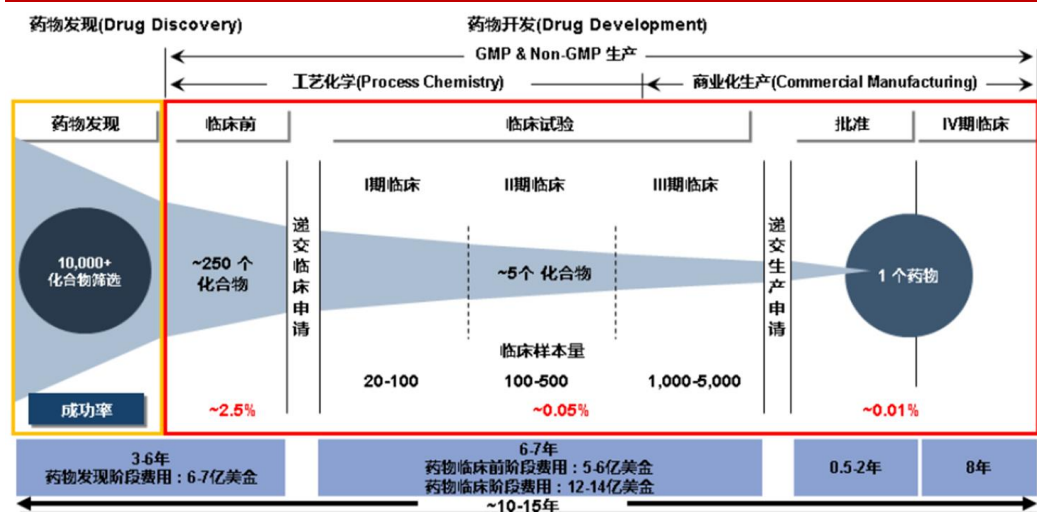 药物发现(Drug Discovery)
药物开发(Drug Development)
GMP & Non-GMP 生产
工艺化学(Process Chemistry)
商业化生产(Commercial Manufacturing)
药物发现
临床前
临床试验
批准
IV期临床
I期临床
II期临床
III期临床
10,000+
化合物筛选
~250 个
化合物
递交临床申请
~5个 化合物
递交生产申请
1 个药物
临床样本量
20-100
100-500
1,000-5,000
成功率
~2.5%
~0.05%
~0.01%
3-6年
药物发现阶段费用：6-7亿美金
6-7年
药物临床前阶段费用：5-6亿美金
药物临床阶段费用：12-14亿美金
0.5-2年
8年
~10-15年